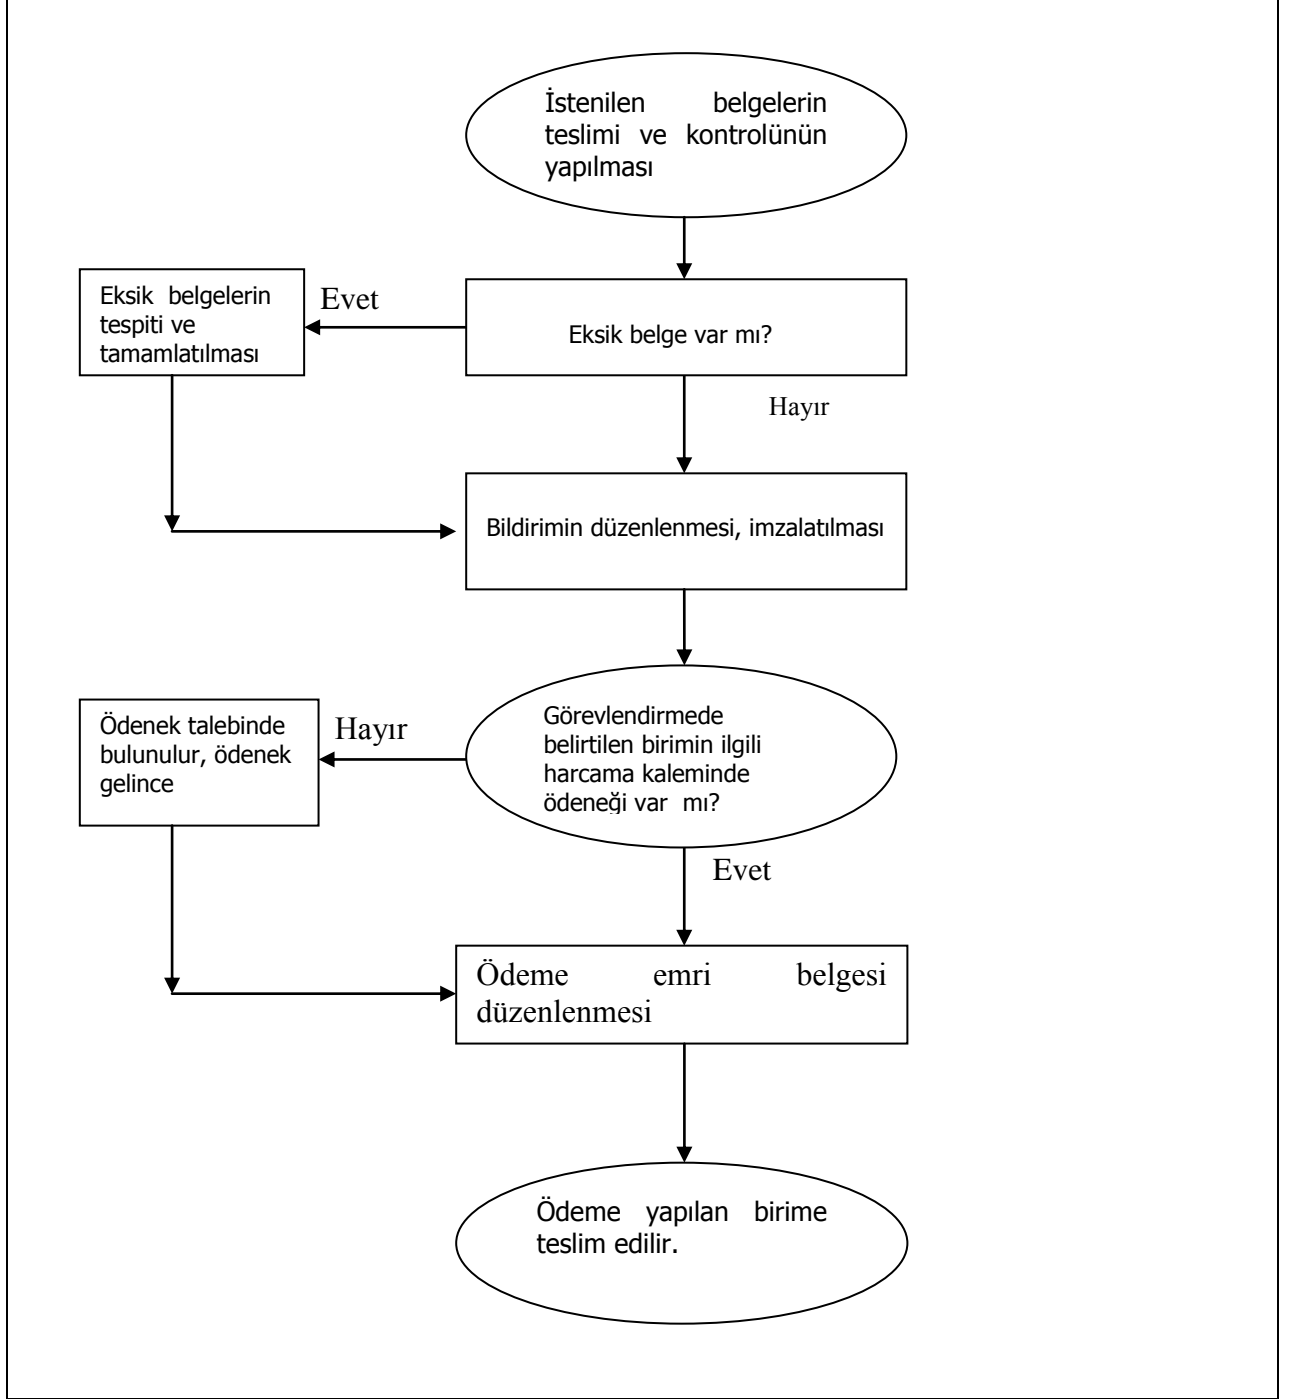 İstenilen belgelerin
teslimi ve kontrolünün
yapılması
Eksik belgelerin
tespiti ve
tamamlatılması
Evet
Eksik belge var mı?
Hayır
Bildirimin düzenlenmesi, imzalatılması
Ödenek talebinde
bulunulur, ödenek
gelince
Hayır
Görevlendirmede
belirtilen birimin ilgili
harcama kaleminde
ödeneği var mı?
Evet
Ödeme emri belgesi
düzenlenmesi
Ödeme yapılan birime
teslim edilir.